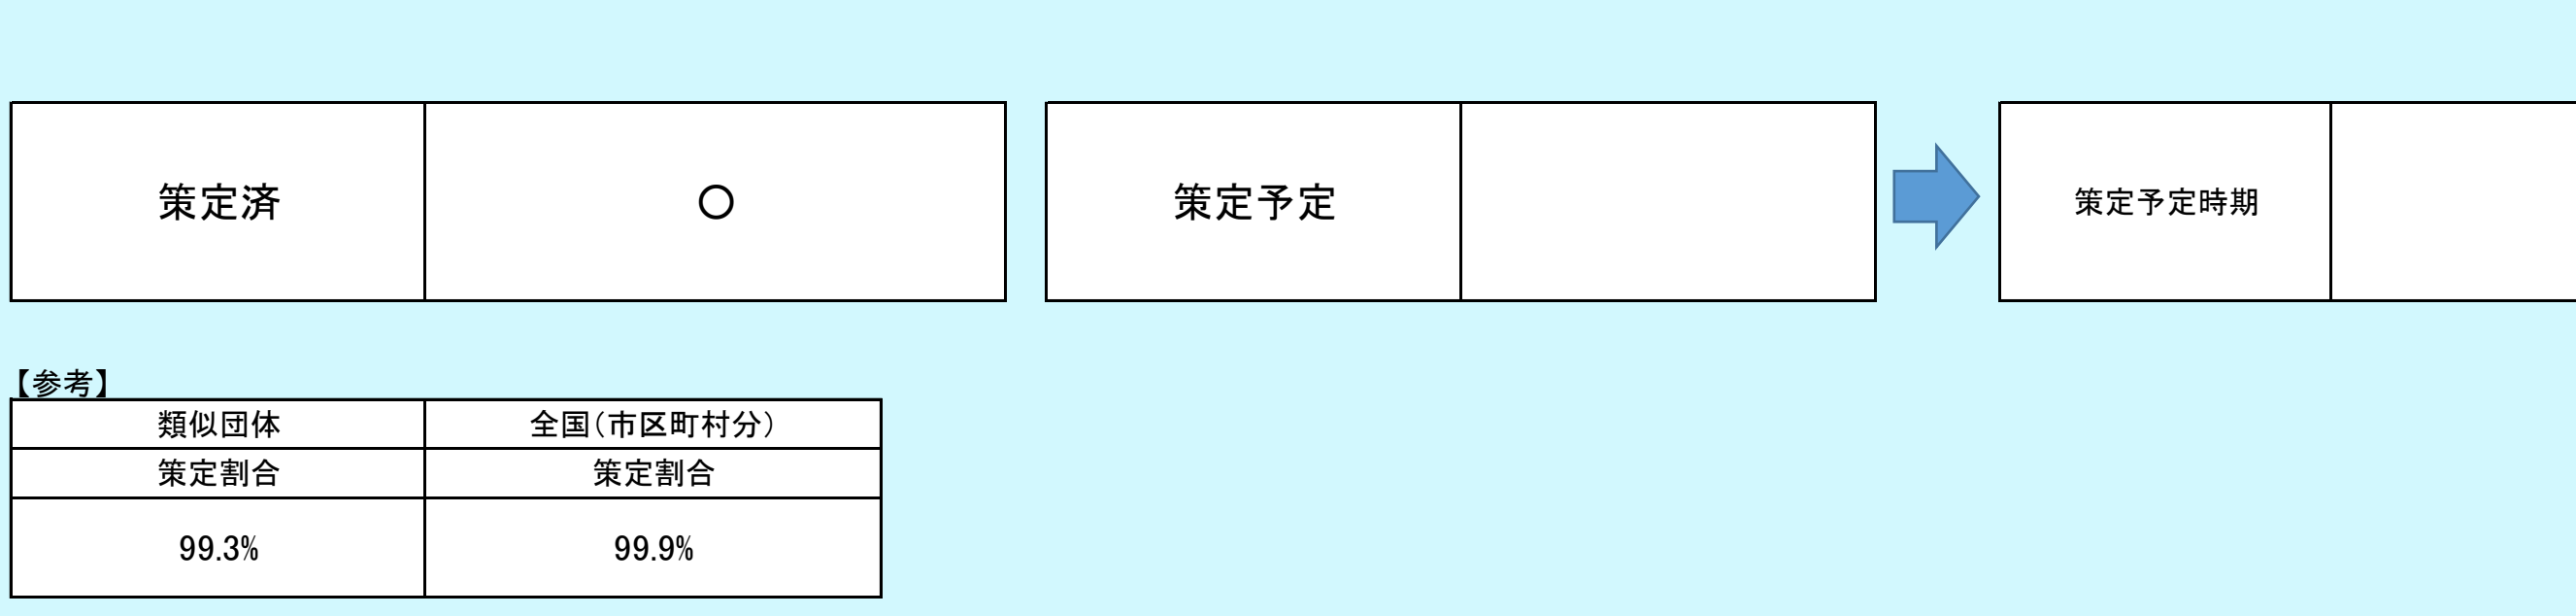 策定済 ○ 策定予定 策定予定時期
【参考】
類似団体 全国(市区町村分)
策定割合 策定割合
99.3% 99.9%